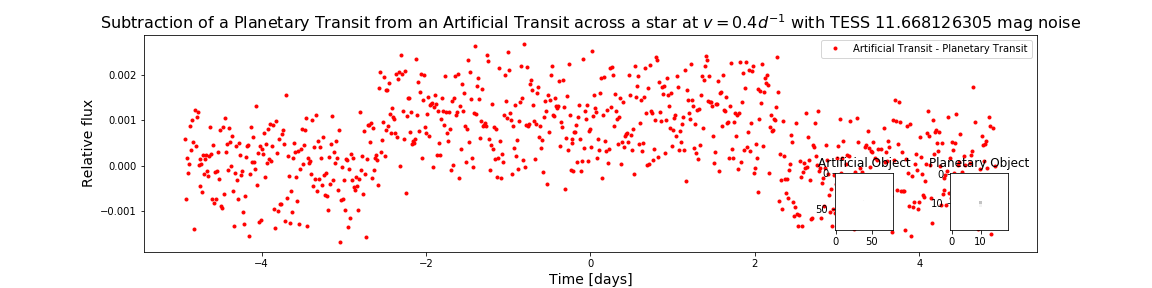 Subtraction of a Planetary Transit from an Artificial Transit across a star at v = 0.4d⁻¹ with TESS 11.668126305 mag noise
Artificial Transit - Planetary Transit
Relative flux
0.002
0.001
0.000
−0.001
Artificial Object
0
50
0 50
Planetary Object
0
10
0 10
−4 −2 0 2 4
Time [days]